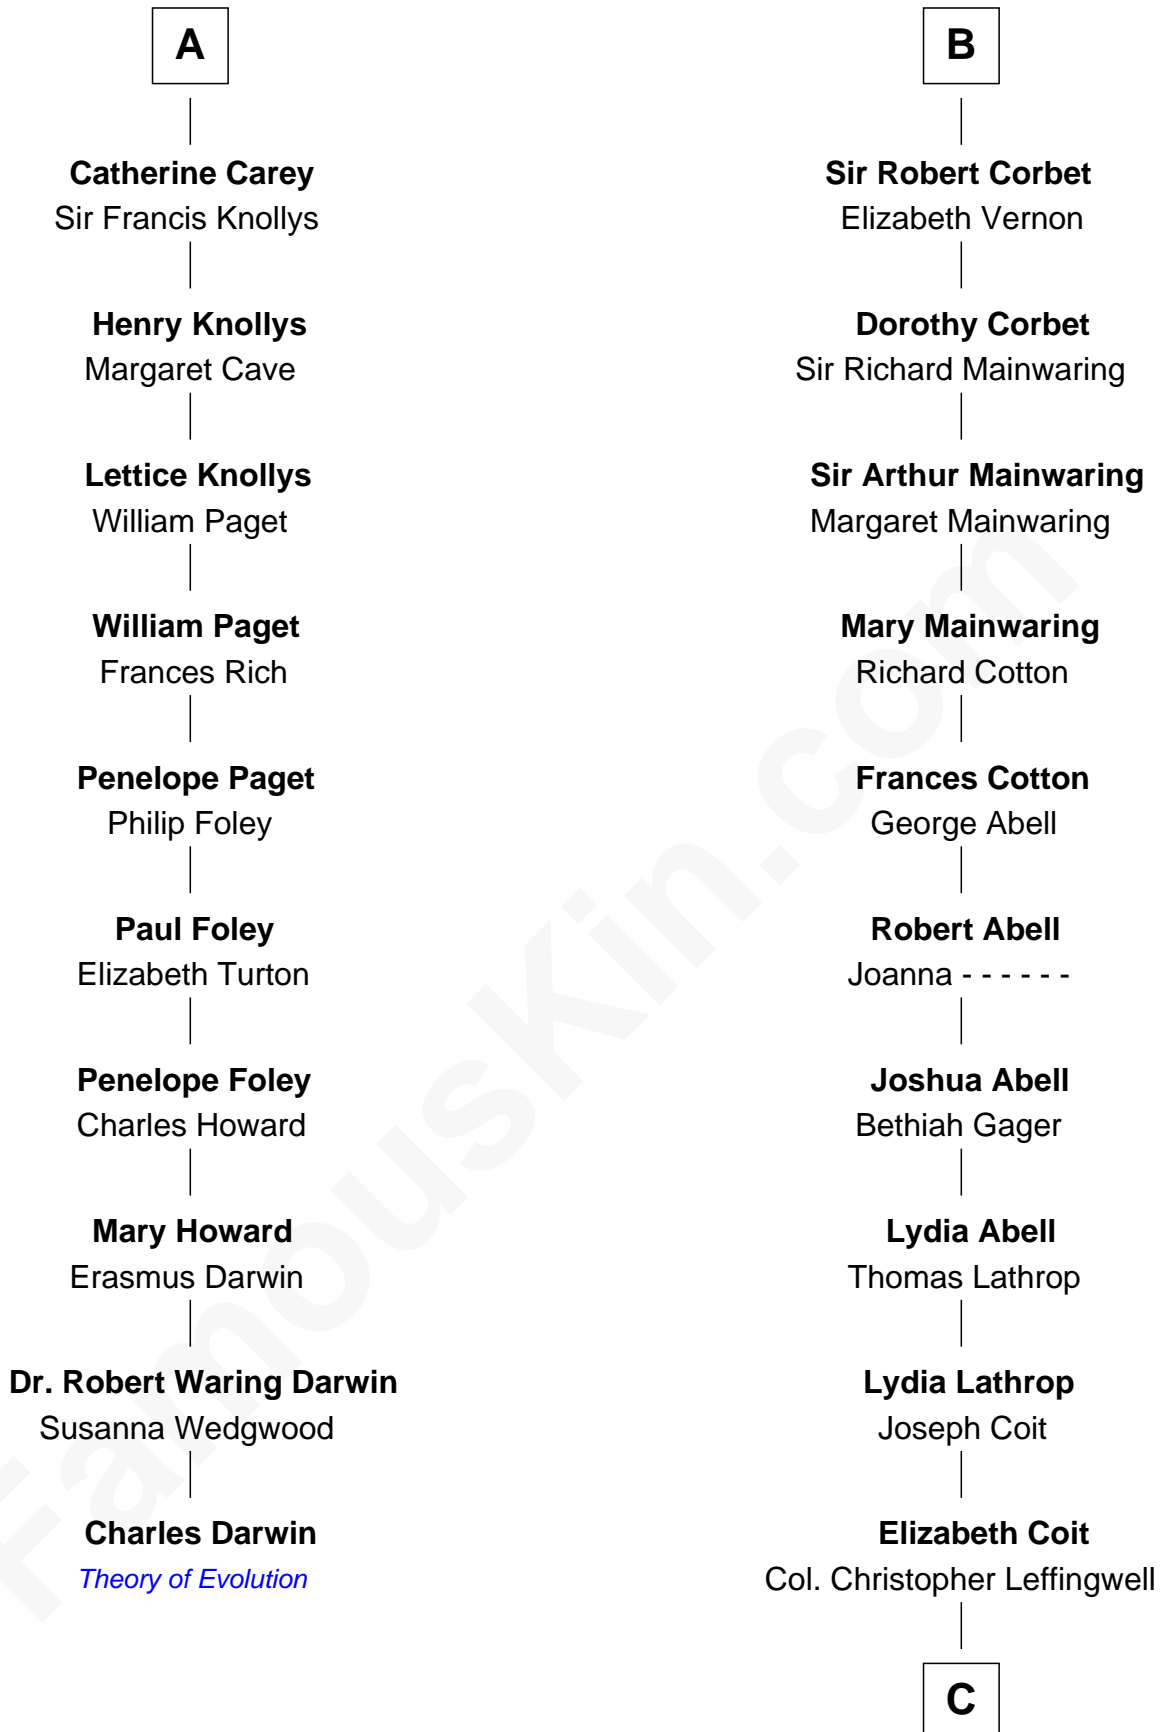 A
Catherine Carey
Sir Francis Knollys
Henry Knollys
Margaret Cave
Lettice Knollys
William Paget
William Paget
Frances Rich
Penelope Paget
Philip Foley
Paul Foley
Elizabeth Turton
Penelope Foley
Charles Howard
Mary Howard
Erasmus Darwin
Dr. Robert Waring Darwin
Susanna Wedgwood
Charles Darwin
Theory of Evolution
B
Sir Robert Corbet
Elizabeth Vernon
Dorothy Corbet
Sir Richard Mainwaring
Sir Arthur Mainwaring
Margaret Mainwaring
Mary Mainwaring
Richard Cotton
Frances Cotton
George Abell
Robert Abell
Joanna - - - - - -
Joshua Abell
Bethiah Gager
Lydia Abell
Thomas Lathrop
Lydia Lathrop
Joseph Coit
Elizabeth Coit
Col. Christopher Leffingwell
C
FamousKin.com